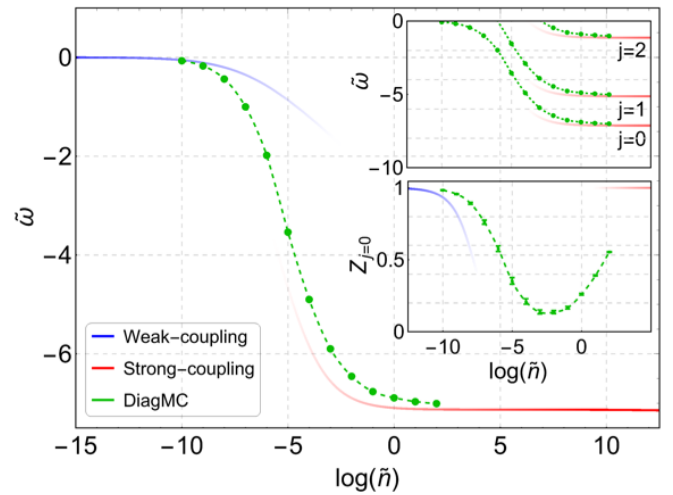 0
−2
−4
−6
ω̃
−15
−10
−5
0
5
10
log(ñ)
Weak−coupling
Strong−coupling
DiagMC
0
−5
−10
ω̃
j=2
j=1
j=0
1
0.5
0
Z_{j=0}
−10
−5
0
log(ñ)